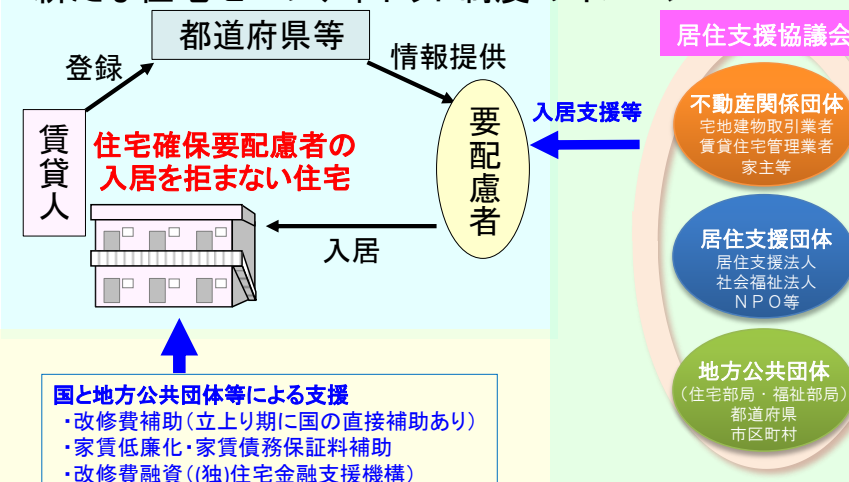 都道府県等
登録
情報提供
賃貸人
住宅確保要配慮者の
入居を拒まない住宅
要配慮者
入居
入居支援等
居住支援協議会
不動産関係団体
宅地建物取引業者
賃貸住宅管理業者
家主等
居住支援団体
居住支援法人
社会福祉法人
NPO等
地方公共団体
（住宅部局・福祉部局）
都道府県
市区町村
国と地方公共団体等による支援
・改修費補助（立上り期に国の直接補助あり）
・家賃低廉化・家賃債務保証料補助
・改修費融資（(独)住宅金融支援機構）